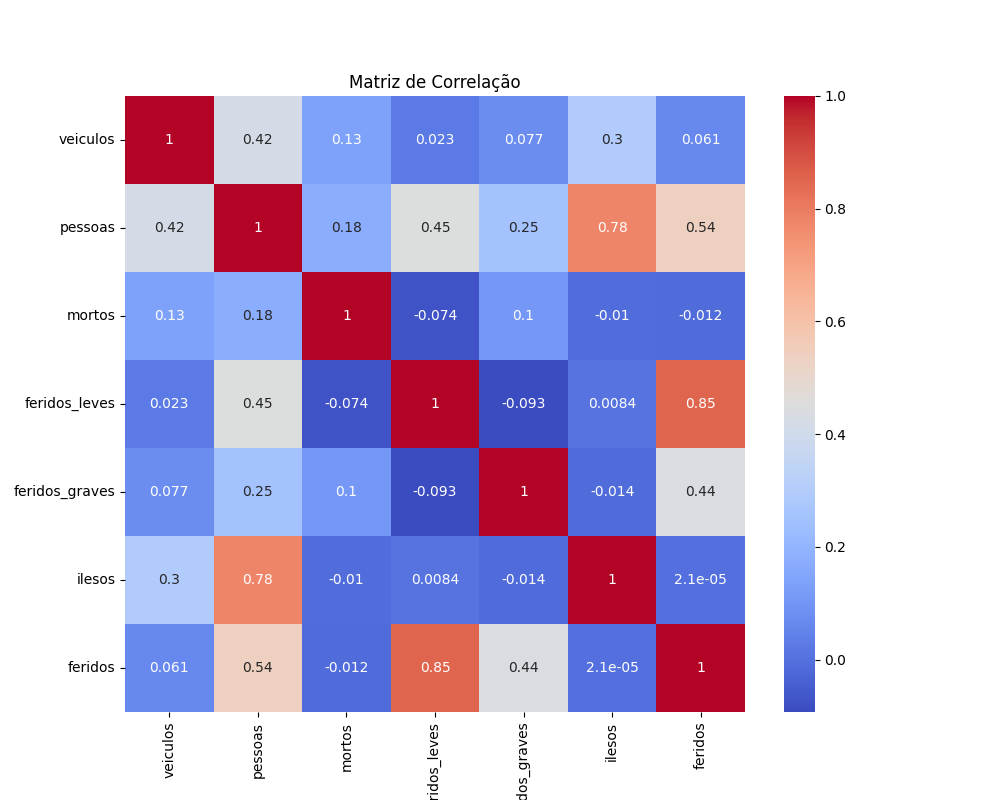 Matriz de Correlação
veiculos 1 0.42 0.13 0.023 0.077 0.3 0.061
pessoas 0.42 1 0.18 0.45 0.25 0.78 0.54
mortos 0.13 0.18 1 -0.074 0.1 -0.01 -0.012
feridos_leves 0.023 0.45 -0.074 1 -0.093 0.0084 0.85
feridos_graves 0.077 0.25 0.1 -0.093 1 -0.014 0.44
ilesos 0.3 0.78 -0.01 0.0084 -0.014 1 2.1e-05
feridos 0.061 0.54 -0.012 0.85 0.44 2.1e-05 1
veiculos
pessoas
mortos
ridos_leves
dos_graves
ilesos
feridos
1.0
0.8
0.6
0.4
0.2
0.0